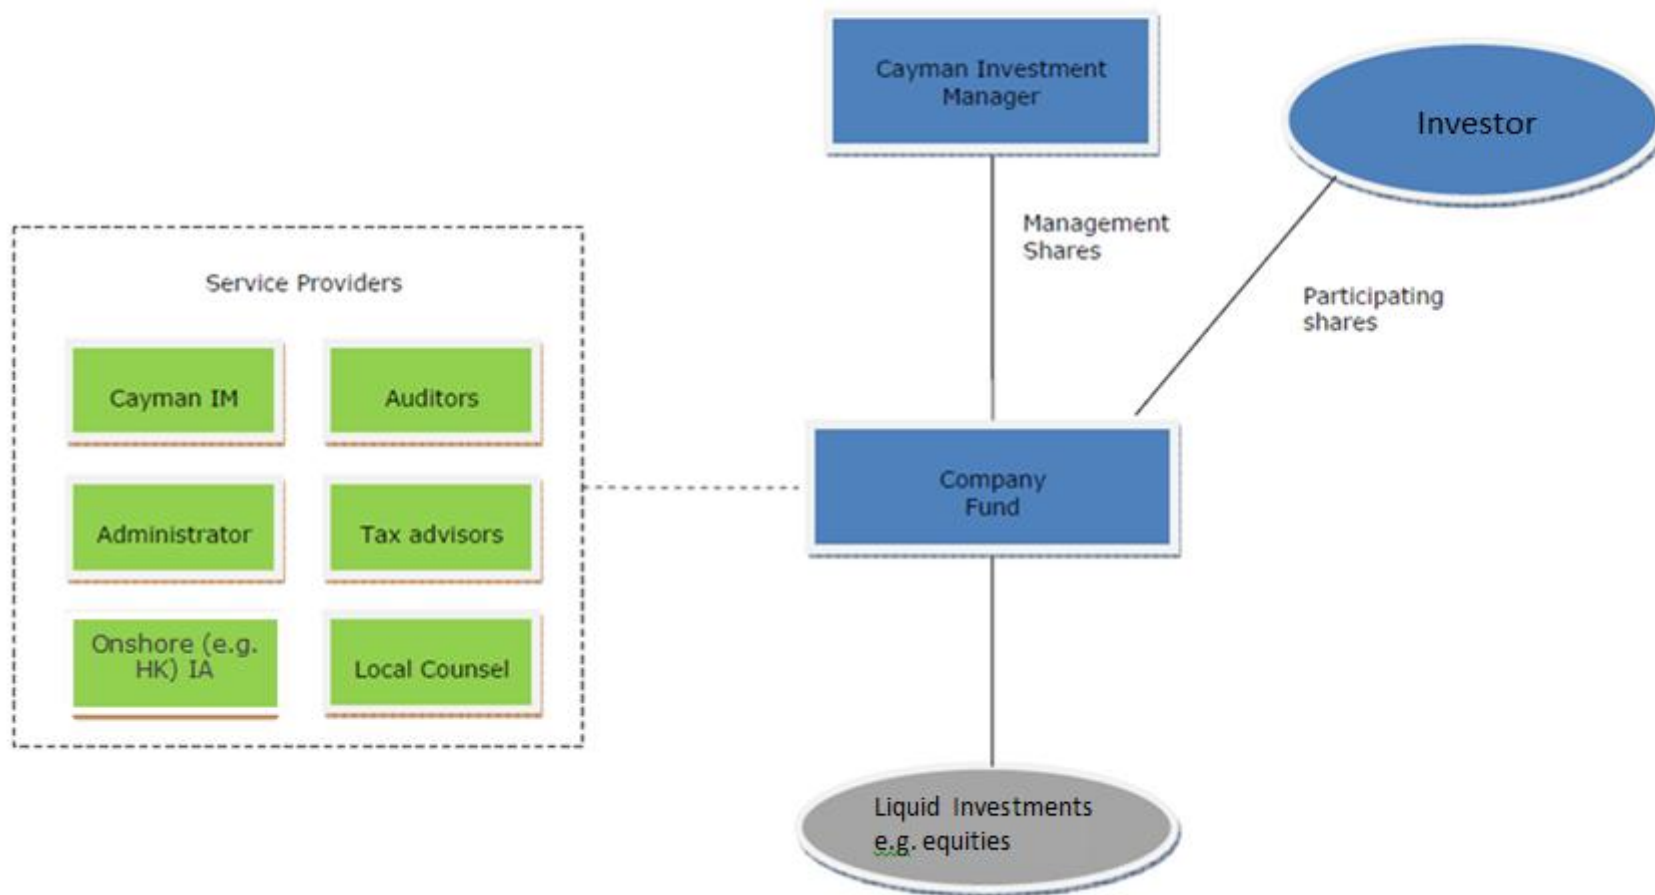 Cayman Investment
Manager
Investor
Management
Shares
Participating
shares
Service Providers
Cayman IM
Auditors
Administrator
Tax advisors
Onshore (e.g.
HK) IA
Local Counsel
Company
Fund
Liquid Investments
e.g. equities